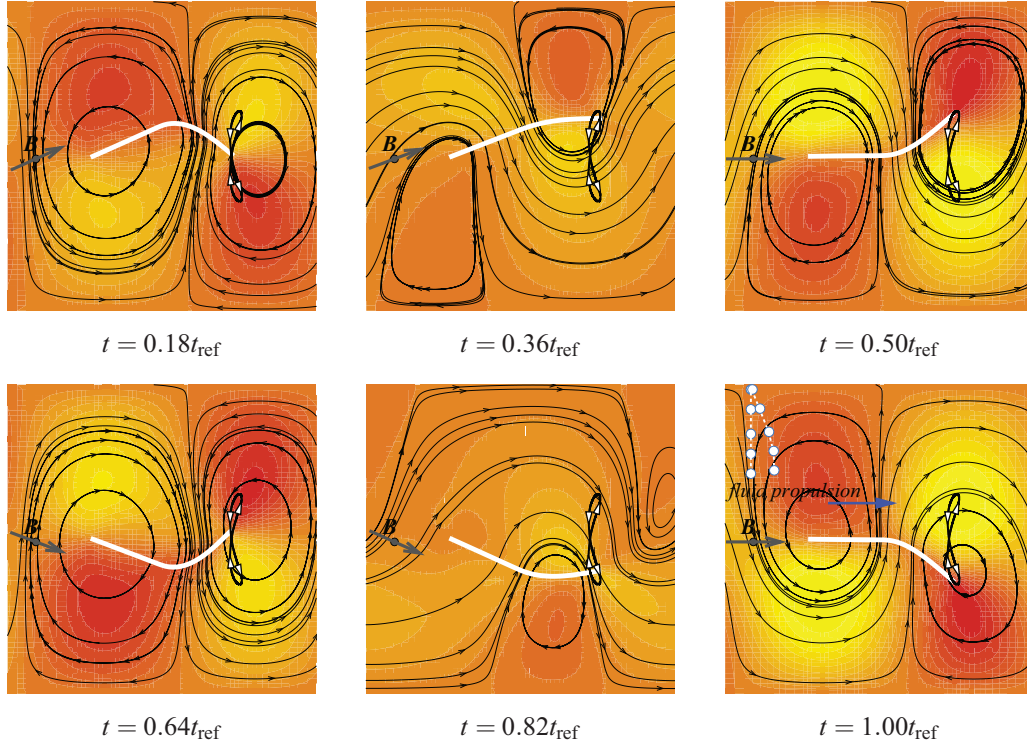 B
B
B
t = 0.18t_ref
t = 0.36t_ref
t = 0.50t_ref
B
B
fluid propulsion
B
t = 0.64t_ref
t = 0.82t_ref
t = 1.00t_ref